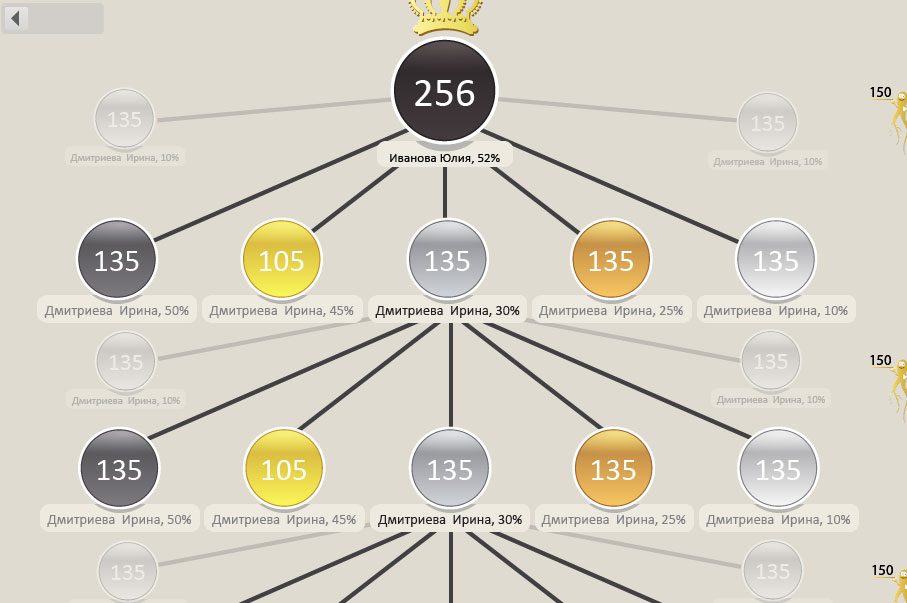 256
135
135
150
Дмитриева Ирина, 10%
Иванова Юлия, 52%
Дмитриева Ирина, 10%
135
105
135
135
135
Дмитриева Ирина, 50%
Дмитриева Ирина, 45%
Дмитриева Ирина, 30%
Дмитриева Ирина, 25%
Дмитриева Ирина, 10%
135
135
150
Дмитриева Ирина, 10%
Дмитриева Ирина, 10%
135
105
135
135
135
Дмитриева Ирина, 50%
Дмитриева Ирина, 45%
Дмитриева Ирина, 30%
Дмитриева Ирина, 25%
Дмитриева Ирина, 10%
135
135
150